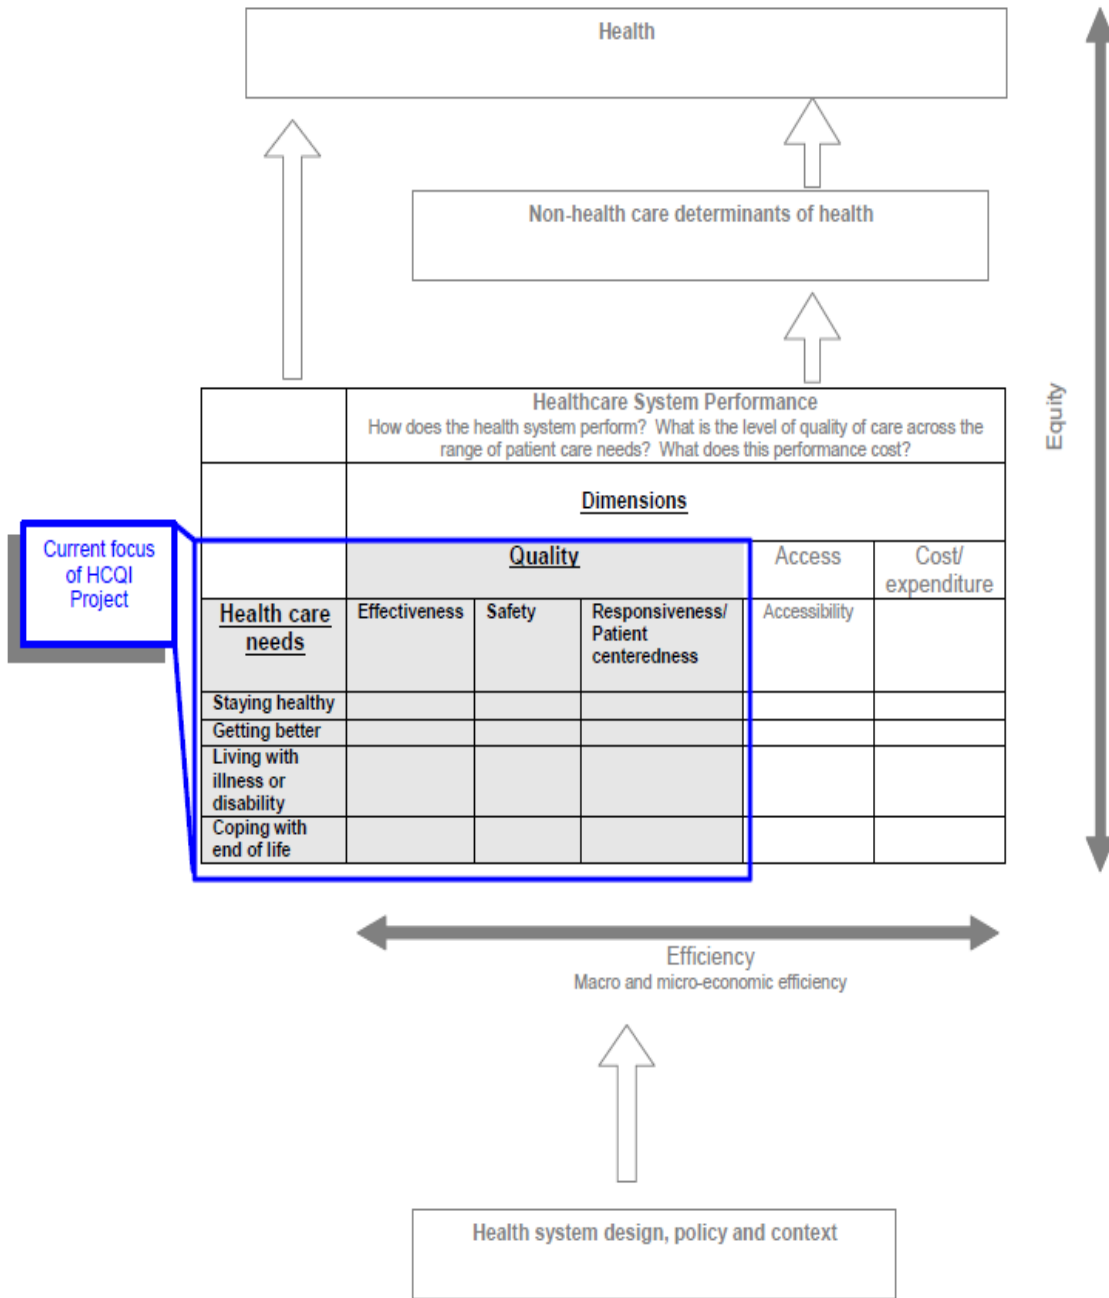 Health
Non-health care determinants of health
Healthcare System Performance
How does the health system perform? What is the level of quality of care across the
range of patient care needs? What does this performance cost?
Dimensions
Current focus
of HCQI
Project
Quality
Access
Cost/
expenditure
Health care
needs
Effectiveness
Safety
Responsiveness/
Patient
centeredness
Accessibility
Staying healthy
Getting better
Living with
illness or
disability
Coping with
end of life
Equity
Efficiency
Macro and micro-economic efficiency
Health system design, policy and context